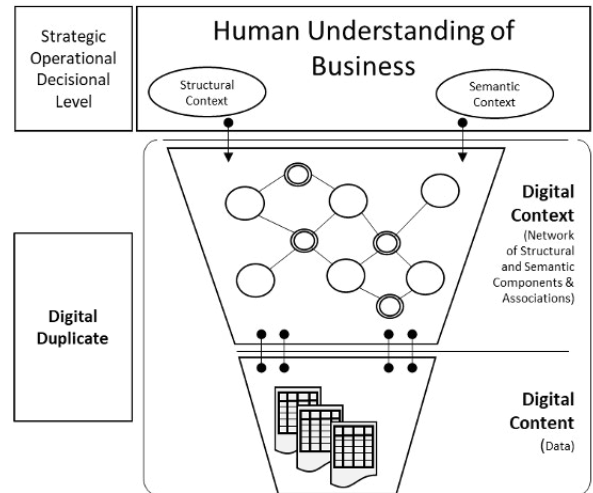 Strategic
Operational
Decisional
Level
Human Understanding of
Business
Structural
Context
Semantic
Context
Digital
Context
(Network
of Structural
and Semantic
Components &
Associations)
Digital
Duplicate
Digital
Content
(Data)